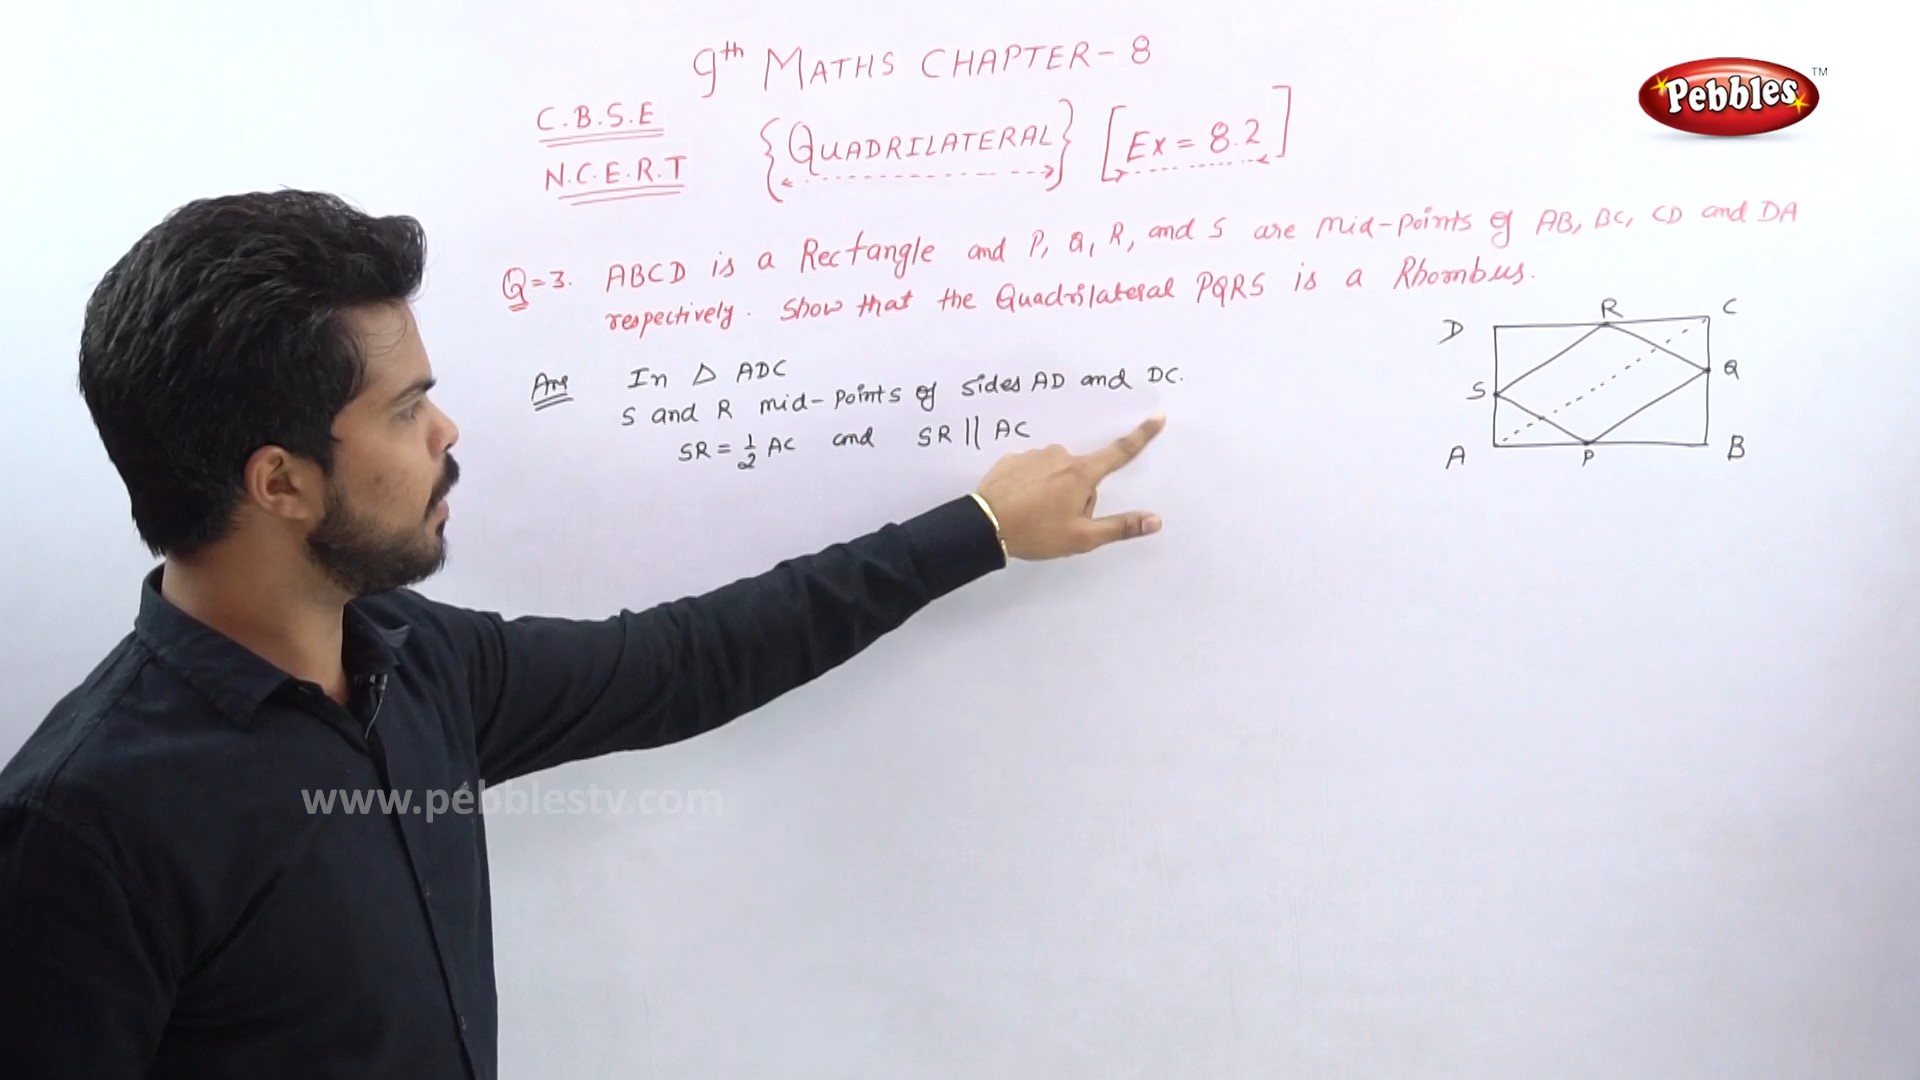 9th MATHS CHAPTER-8
Pebbles TM
C.B.S.E
N.C.E.R.T
{QUADRILATERAL} [Ex = 8.2]
Q=3. ABCD is a Rectangle and P, Q, R, and S are Mid-points of AB, BC, CD and DA
respectively. Show that the Quadrilateral PQRS is a Rhombus.
Ans In △ ADC
S and R mid-points of sides AD and DC.
SR = 1/2 AC and SR || AC
D R C
S Q
A P B
www.pebblestv.com